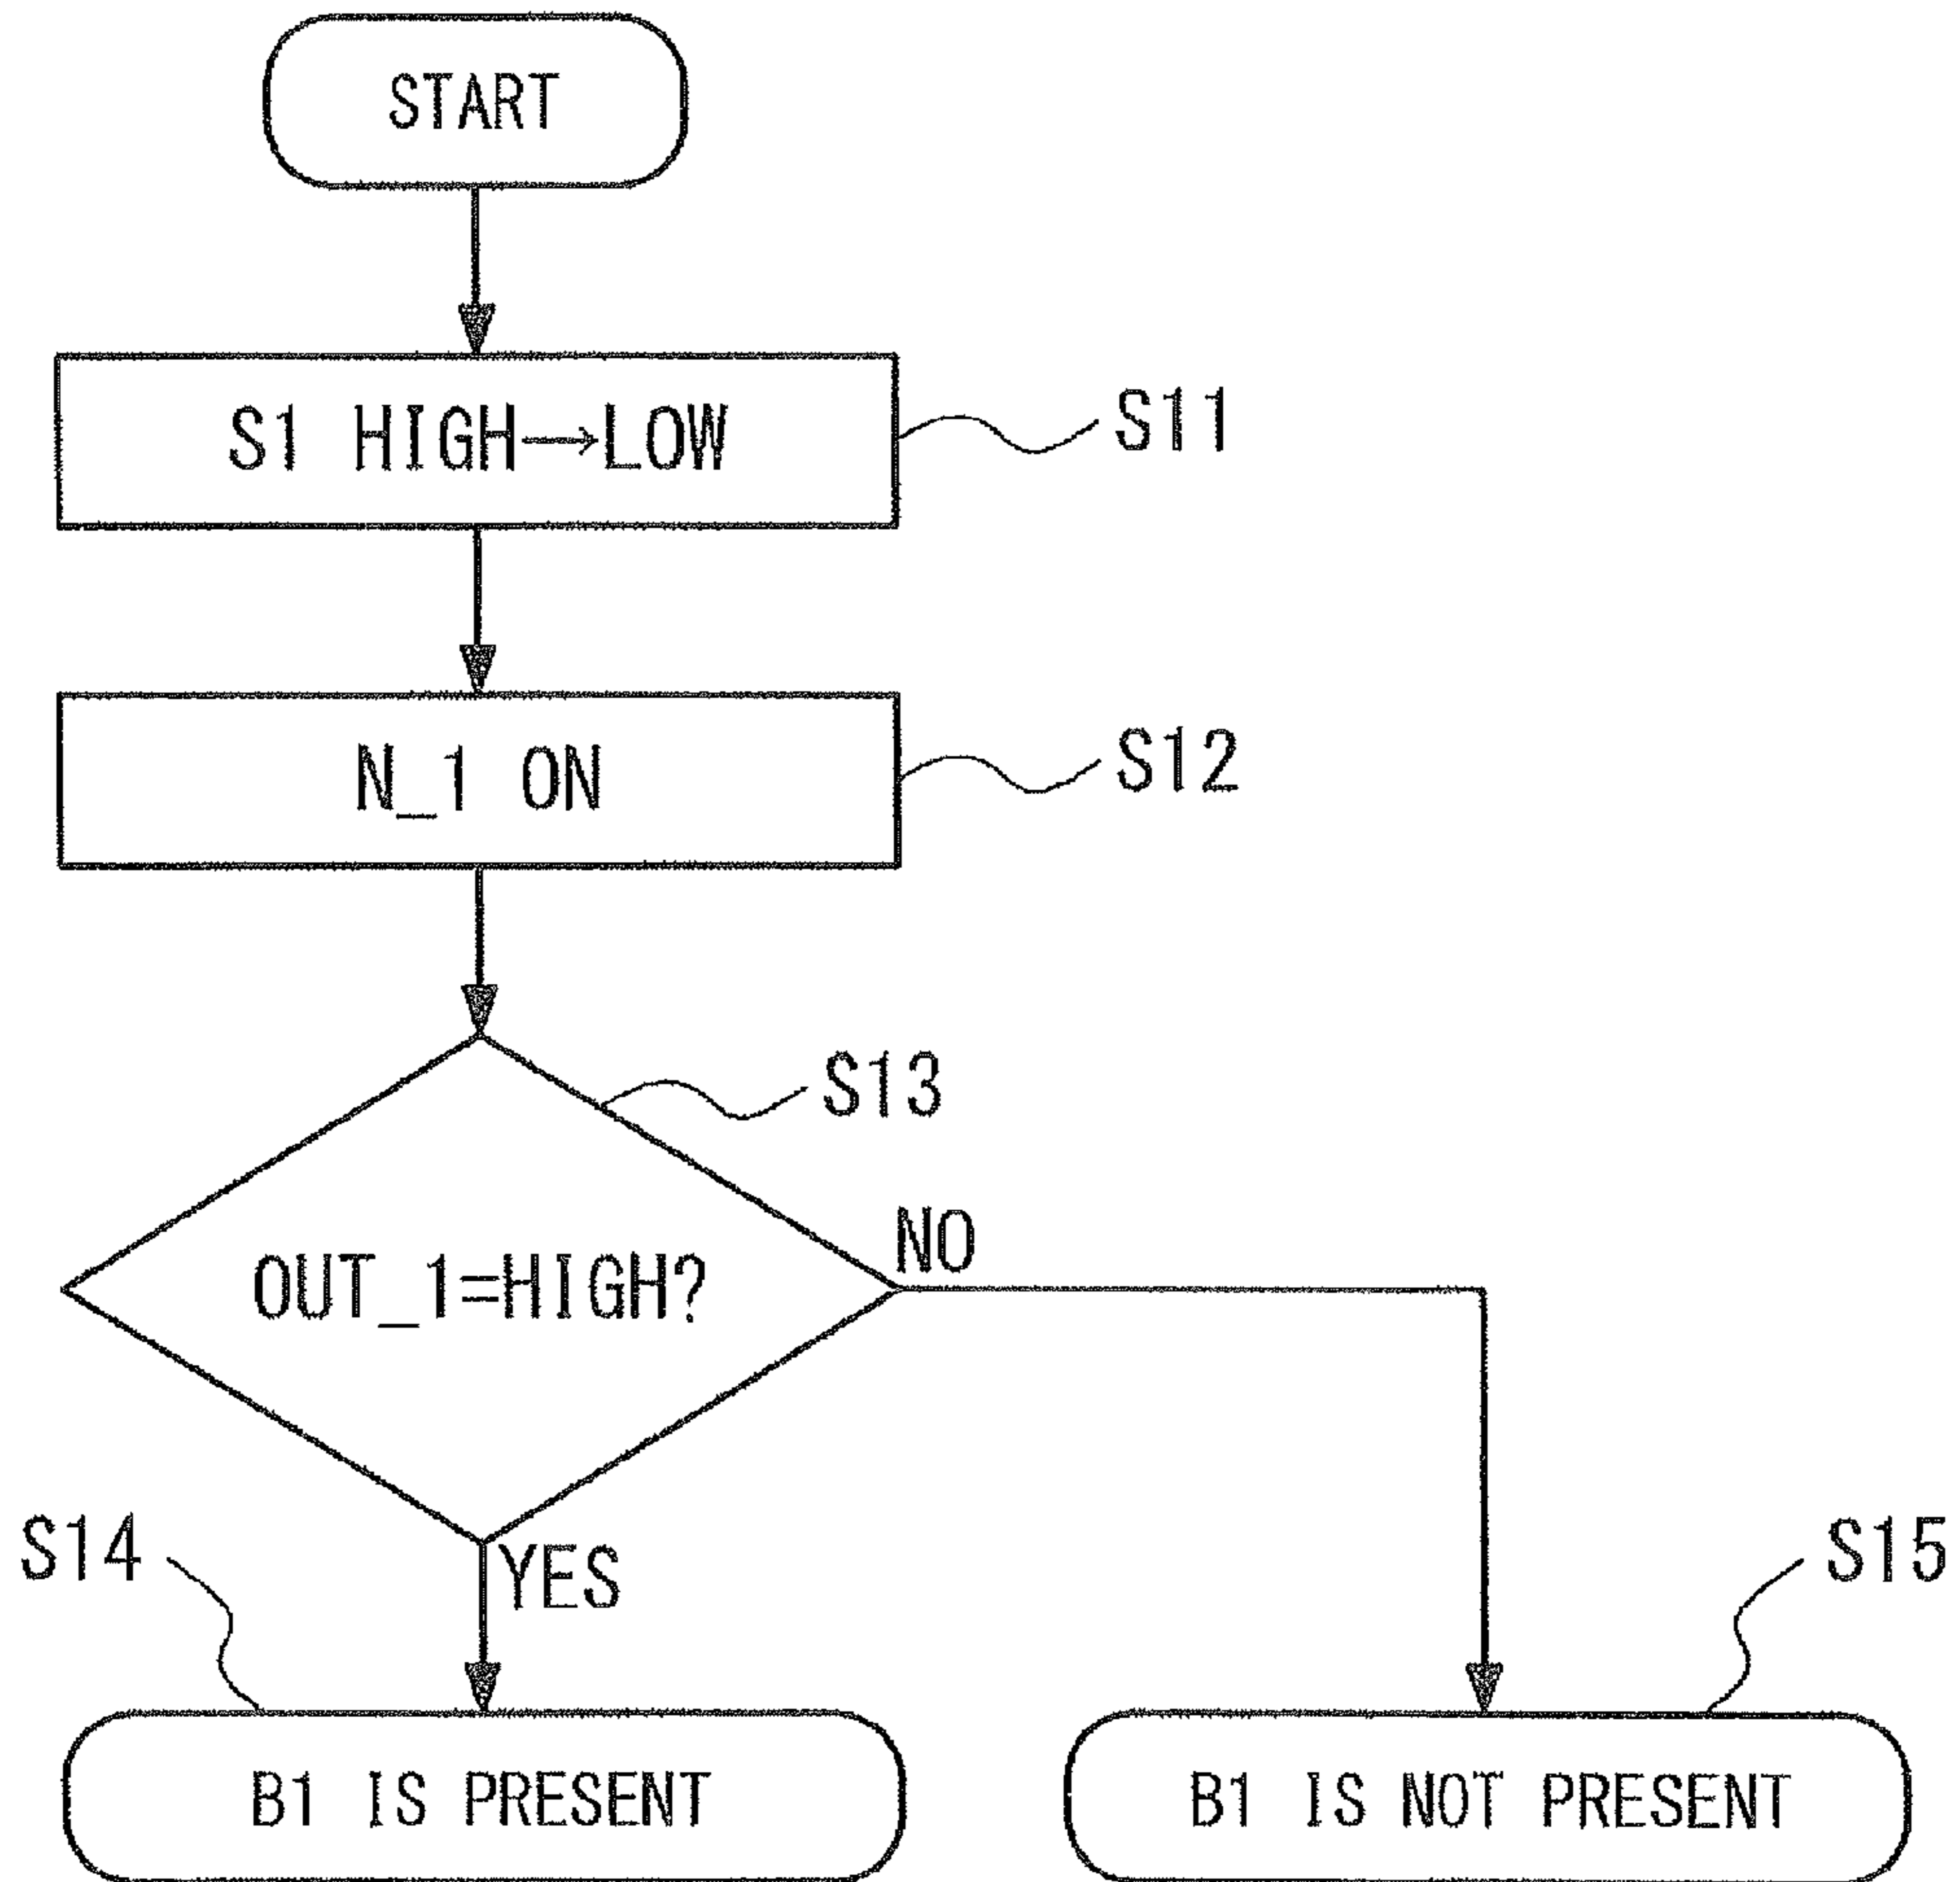 START
S1 HIGH→LOW
S11
N_1 ON
S12
S13
OUT_1=HIGH?
NO
YES
S14
S15
B1 IS PRESENT
B1 IS NOT PRESENT